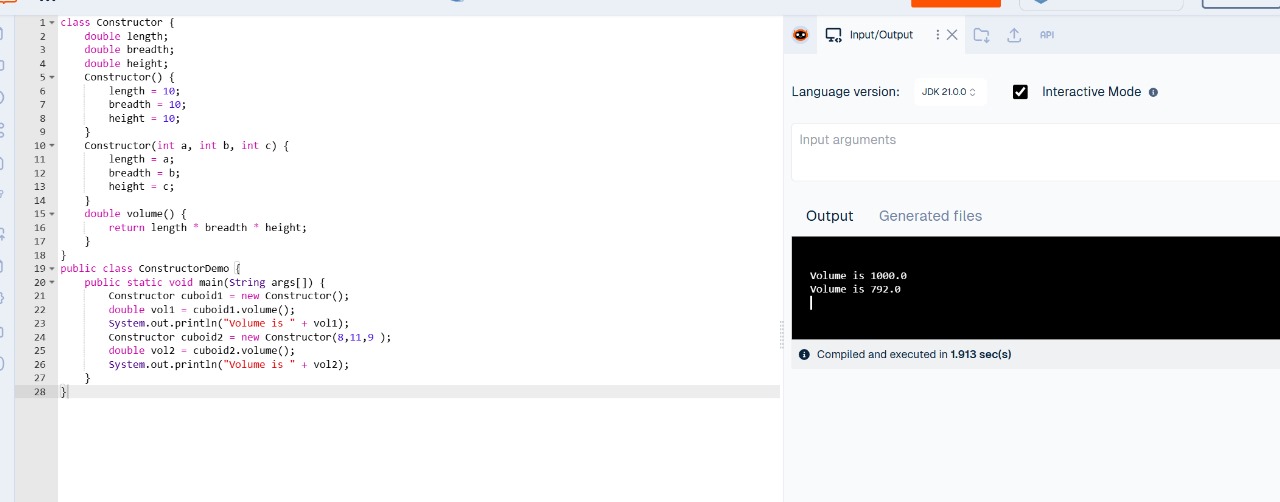 1 class Constructor {
2     double length;
3     double breadth;
4     double height;
5     Constructor() {
6         length = 10;
7         breadth = 10;
8         height = 10;
9     }
10     Constructor(int a, int b, int c) {
11         length = a;
12         breadth = b;
13         height = c;
14     }
15     double volume() {
16         return length * breadth * height;
17     }
18 }
19 public class ConstructorDemo {
20     public static void main(String args[]) {
21         Constructor cuboid1 = new Constructor();
22         double vol1 = cuboid1.volume();
23         System.out.println("Volume is " + vol1);
24         Constructor cuboid2 = new Constructor(8,11,9 );
25         double vol2 = cuboid2.volume();
26         System.out.println("Volume is " + vol2);
27     }
28 }
Input/Output
API
Language version: JDK 21.0.0 Interactive Mode
Input arguments
Output Generated files
Volume is 1000.0
Volume is 792.0
Compiled and executed in 1.913 sec(s)